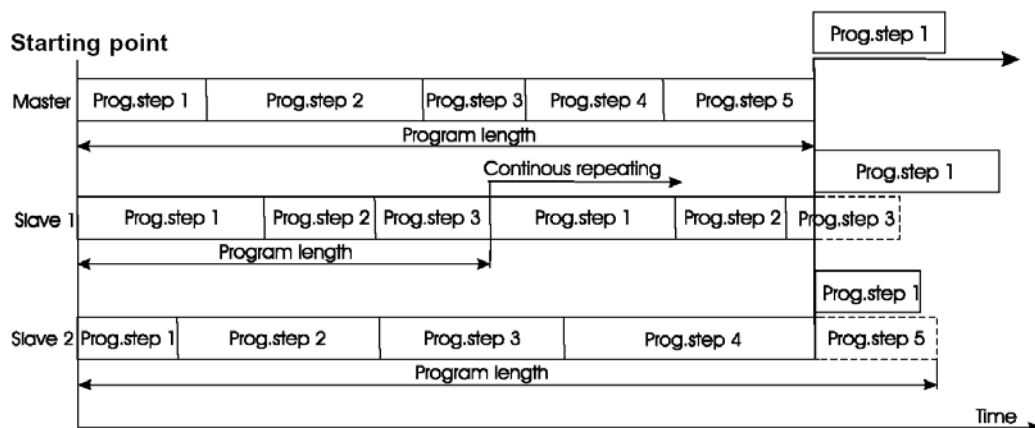 Starting point
Prog.step 1
Master
Prog.step 1 Prog.step 2 Prog.step 3 Prog.step 4 Prog.step 5
Program length
Continous repeating
Prog.step 1
Slave 1
Prog.step 1 Prog.step 2 Prog.step 3 Prog.step 1 Prog.step 2 Prog.step 3
Program length
Prog.step 1
Slave 2
Prog.step 1 Prog.step 2 Prog.step 3 Prog.step 4 Prog.step 5
Program length
Time